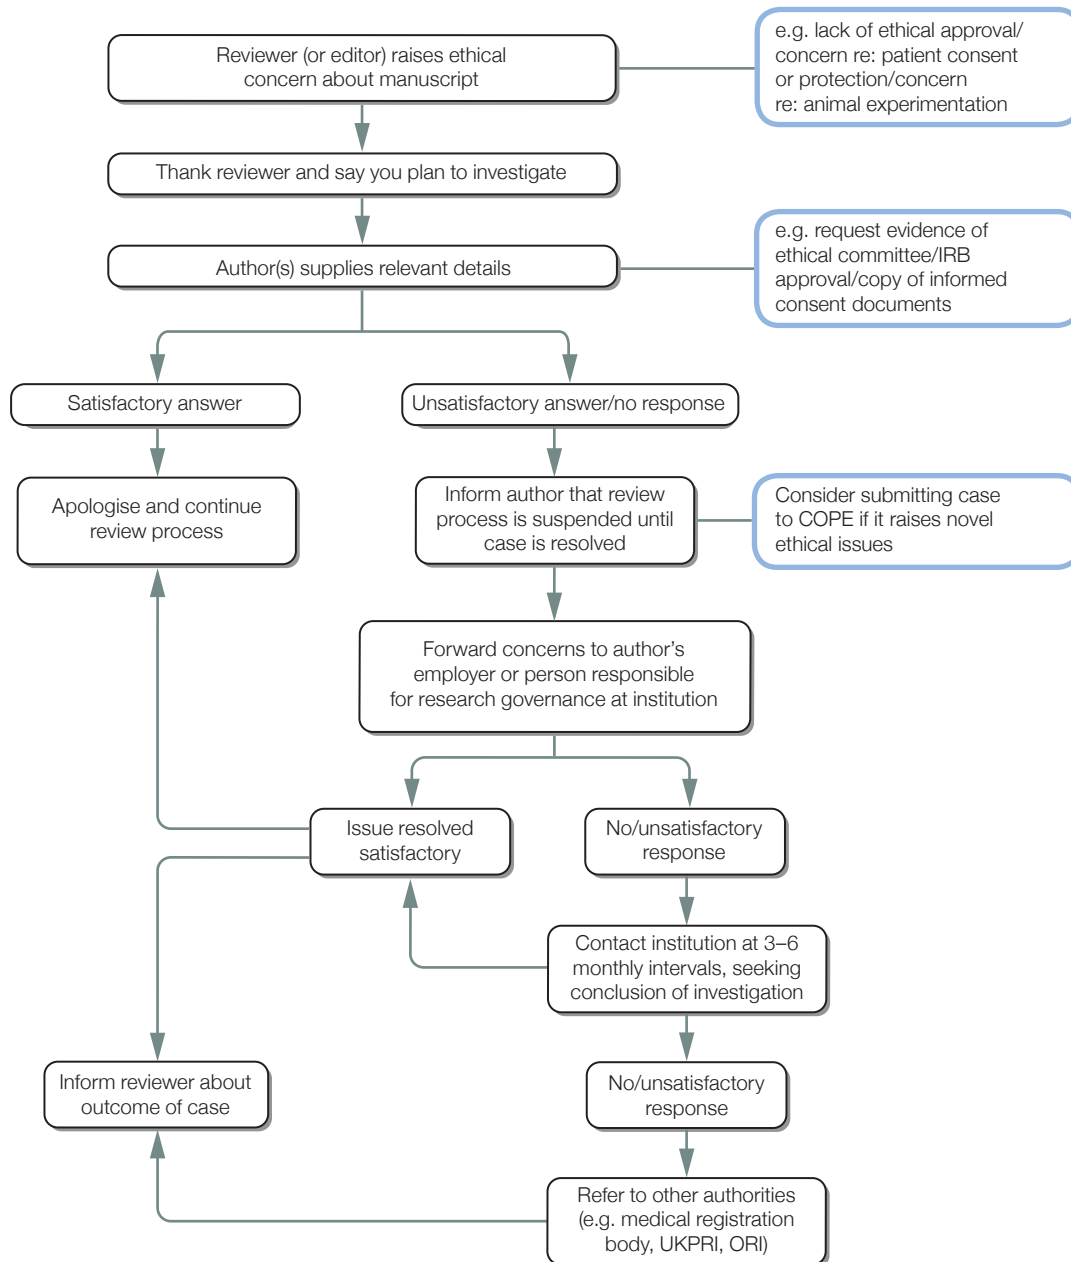 Reviewer (or editor) raises ethical
concern about manuscript
e.g. lack of ethical approval/
concern re: patient consent
or protection/concern
re: animal experimentation
Thank reviewer and say you plan to investigate
Author(s) supplies relevant details
e.g. request evidence of
ethical committee/IRB
approval/copy of informed
consent documents
Satisfactory answer
Unsatisfactory answer/no response
Apologise and continue
review process
Inform author that review
process is suspended until
case is resolved
Consider submitting case
to COPE if it raises novel
ethical issues
Forward concerns to author's
employer or person responsible
for research governance at institution
Issue resolved
satisfactory
No/unsatisfactory
response
Contact institution at 3–6
monthly intervals, seeking
conclusion of investigation
Inform reviewer about
outcome of case
No/unsatisfactory
response
Refer to other authorities
(e.g. medical registration
body, UKPRI, ORI)